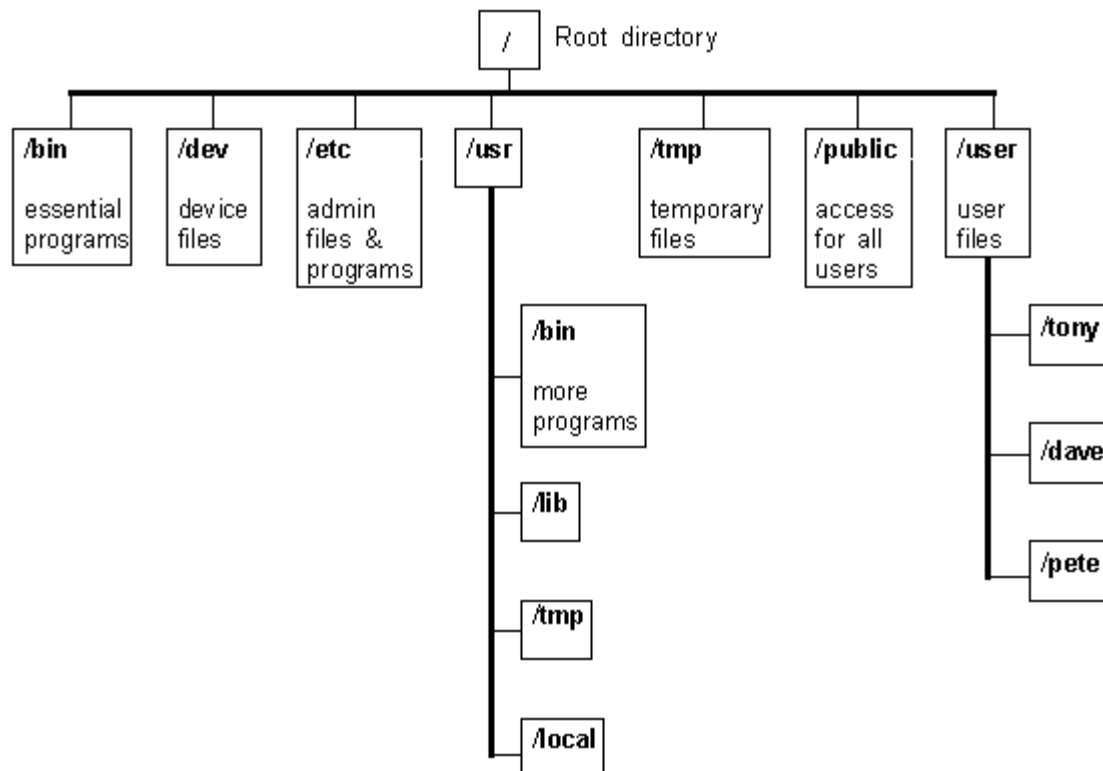 /
Root directory
/bin
essential
programs
/dev
device
files
/etc
admin
files &
programs
/usr
/tmp
temporary
files
/public
access
for all
users
/user
user
files
/bin
more
programs
/lib
/tmp
/local
/tony
/dave
/pete